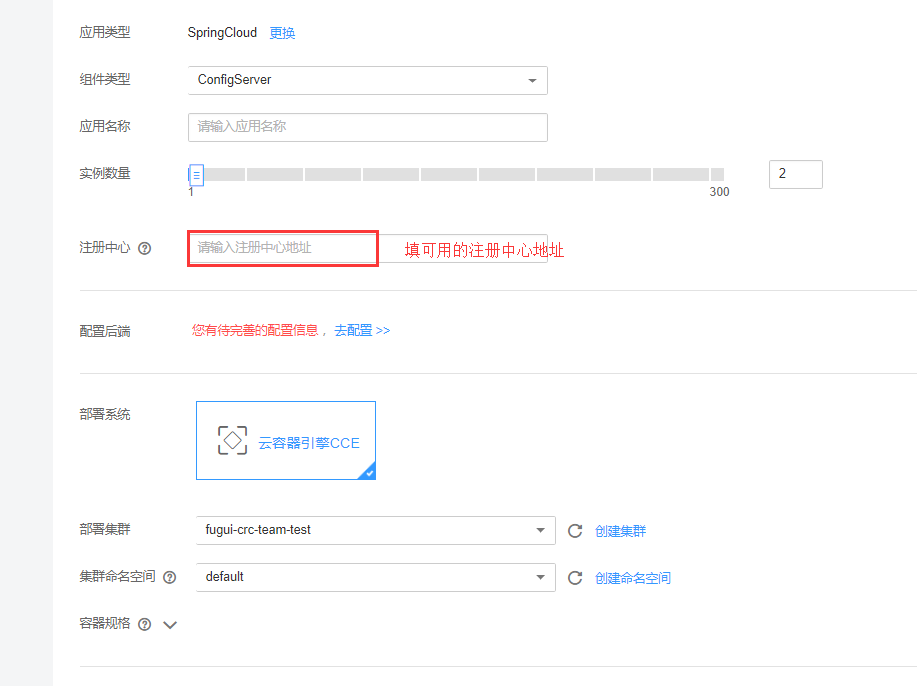 应用类型 SpringCloud 更换
组件类型 ConfigServer
应用名称 请输入应用名称
实例数量 2
1 300
注册中心 请输入注册中心地址 填可用的注册中心地址
配置后端 您有待完善的配置信息，去配置 >>
部署系统
云容器引擎CCE
部署集群 fugui-crc-team-test 创建集群
集群命名空间 default 创建命名空间
容器规格